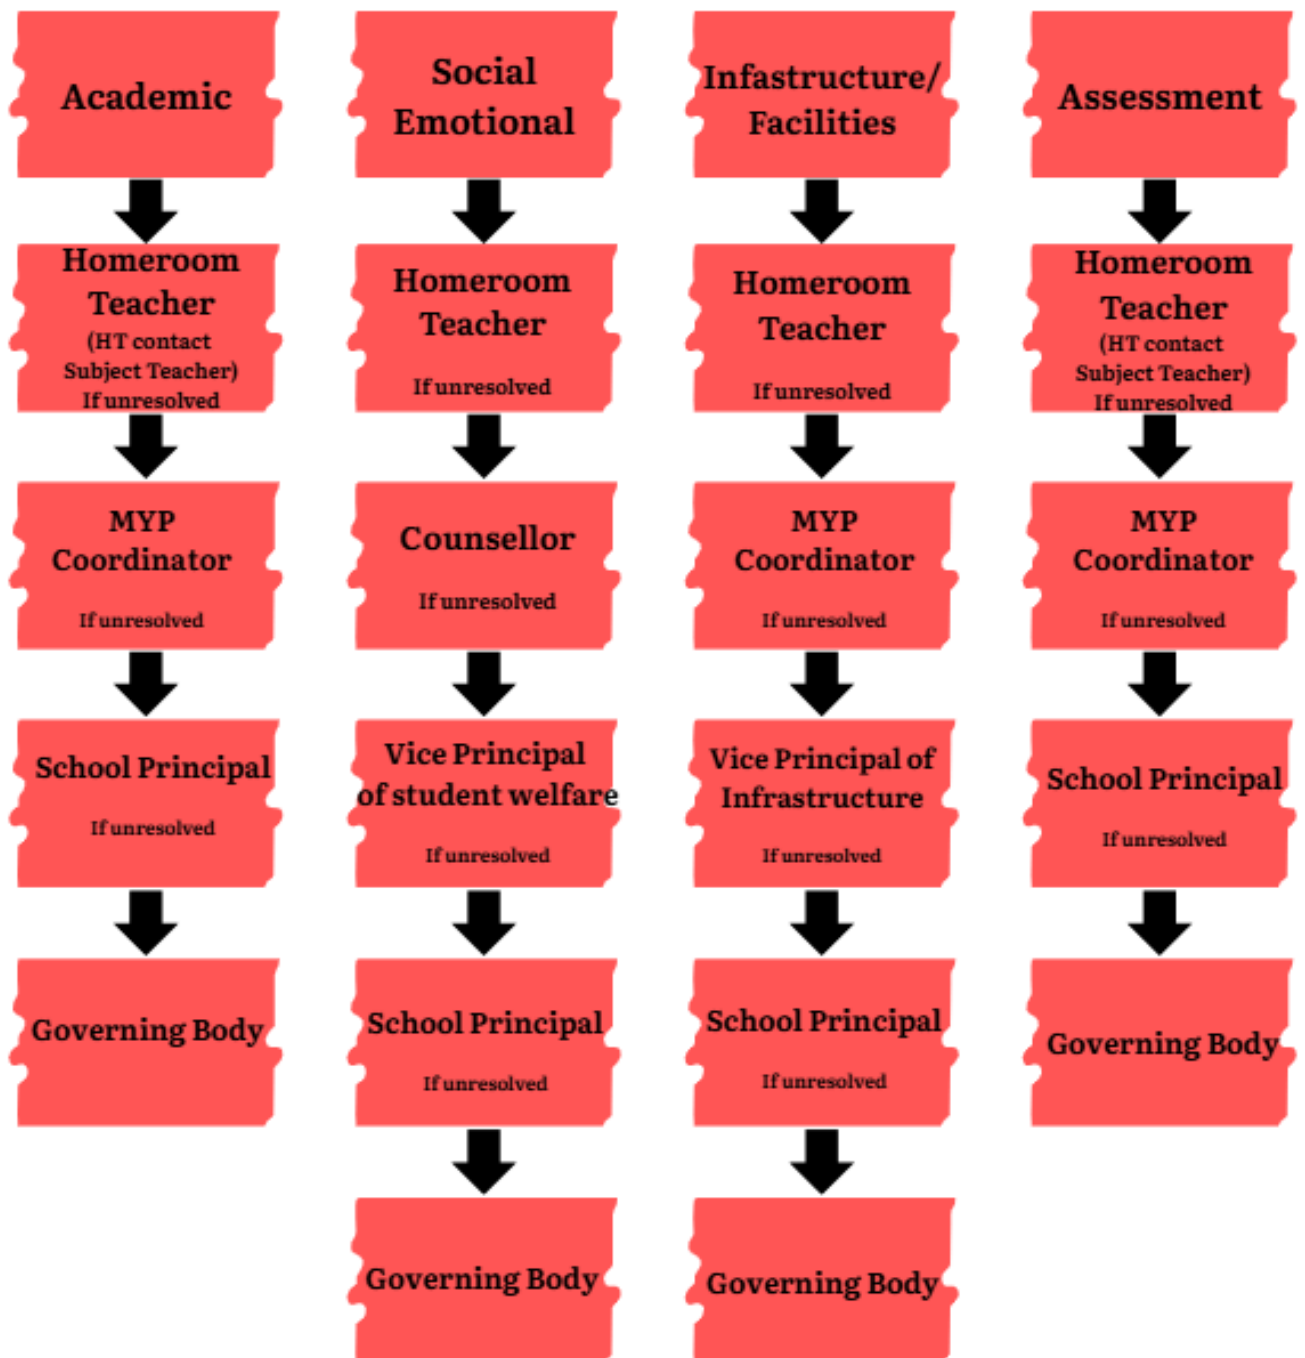 Academic
Homeroom
Teacher
(HT contact
Subject Teacher)
If unresolved
MYP
Coordinator
If unresolved
School Principal
If unresolved
Governing Body
Social
Emotional
Homeroom
Teacher
If unresolved
Counsellor
If unresolved
Vice Principal
of student welfare
If unresolved
School Principal
If unresolved
Governing Body
Infastructure/
Facilities
Homeroom
Teacher
If unresolved
MYP
Coordinator
If unresolved
Vice Principal of
Infrastructure
If unresolved
School Principal
If unresolved
Governing Body
Assessment
Homeroom
Teacher
(HT contact
Subject Teacher)
If unresolved
MYP
Coordinator
If unresolved
School Principal
If unresolved
Governing Body